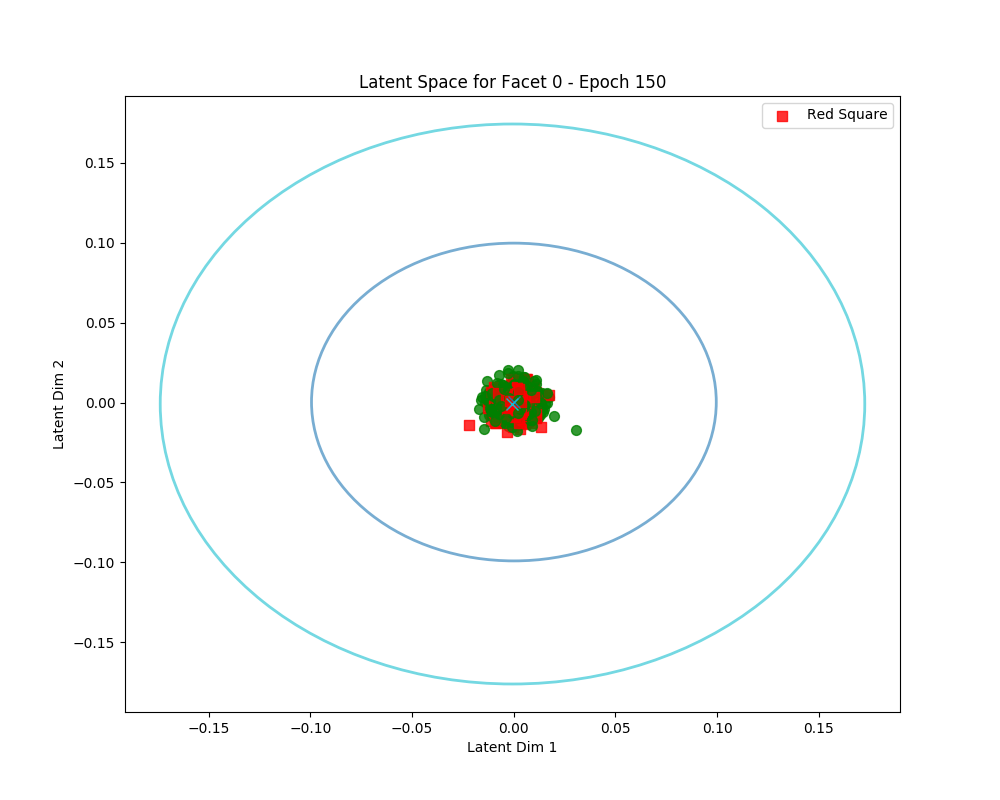 Latent Space for Facet 0 - Epoch 150
Red Square
0.15
0.10
0.05
0.00
−0.05
−0.10
−0.15
Latent Dim 2
−0.15 −0.10 −0.05 0.00 0.05 0.10 0.15
Latent Dim 1